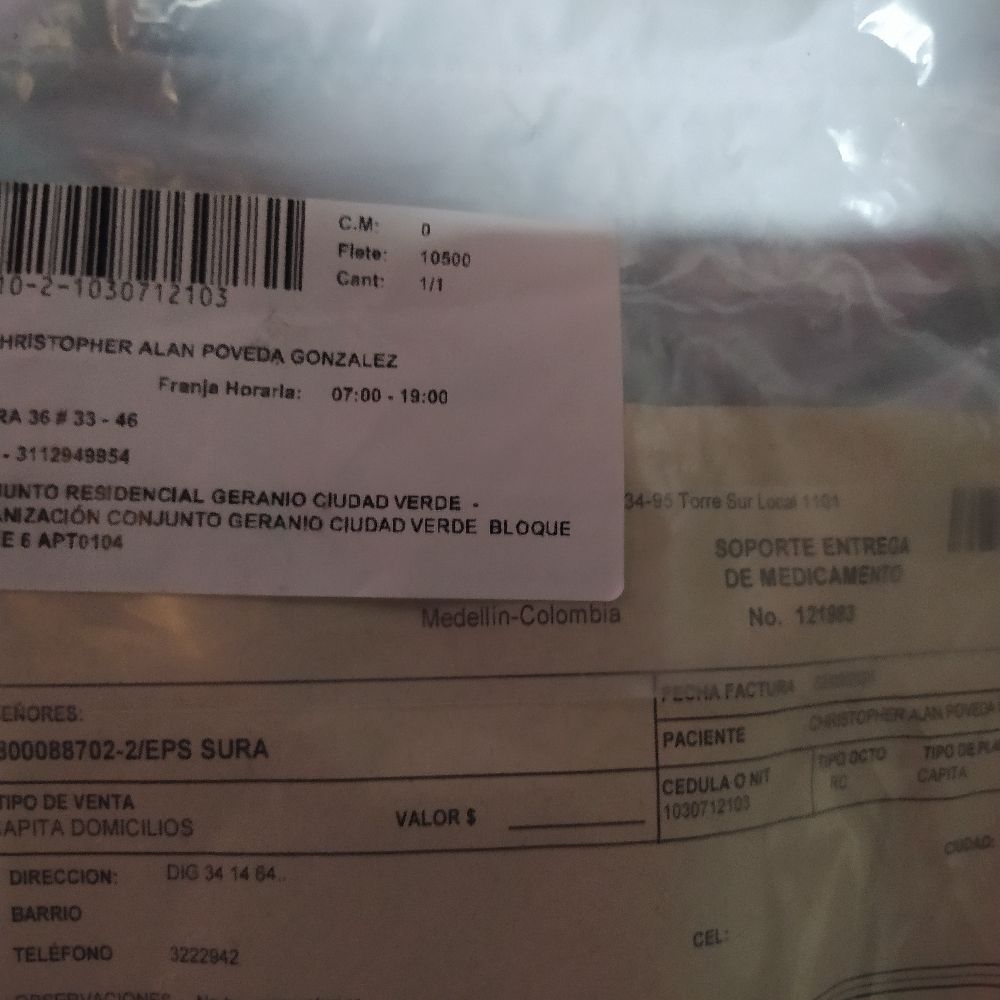 C.M: 0
Flete: 10500
Cant: 1/1
10-2-1030712103
HRISTOPHER ALAN POVEDA GONZALEZ
Franja Horaria: 07:00 - 19:00
RA 36 # 33 - 46
- 3112949954
JUNTO RESIDENCIAL GERANIO CIUDAD VERDE -
ANIZACIÓN CONJUNTO GERANIO CIUDAD VERDE BLOQUE
E 6 APT0104
34-95 Torre Sur Local 1101
SOPORTE ENTREGA
DE MEDICAMENTO
Medellín-Colombia
No. 121983
FECHA FACTURA
EÑORES:
PACIENTE CHRISTOPHER ALAN POVEDA
800088702-2/EPS SURA
CEDULA O NIT TIPO DCTO TIPO DE PLA
1030712103 RC CAPITA
TIPO DE VENTA
APITA DOMICILIOS VALOR $
CIUDAD:
DIRECCION: DIG 34 14 64..
BARRIO
CEL:
TELÉFONO 3222942
OBSERVACIONES